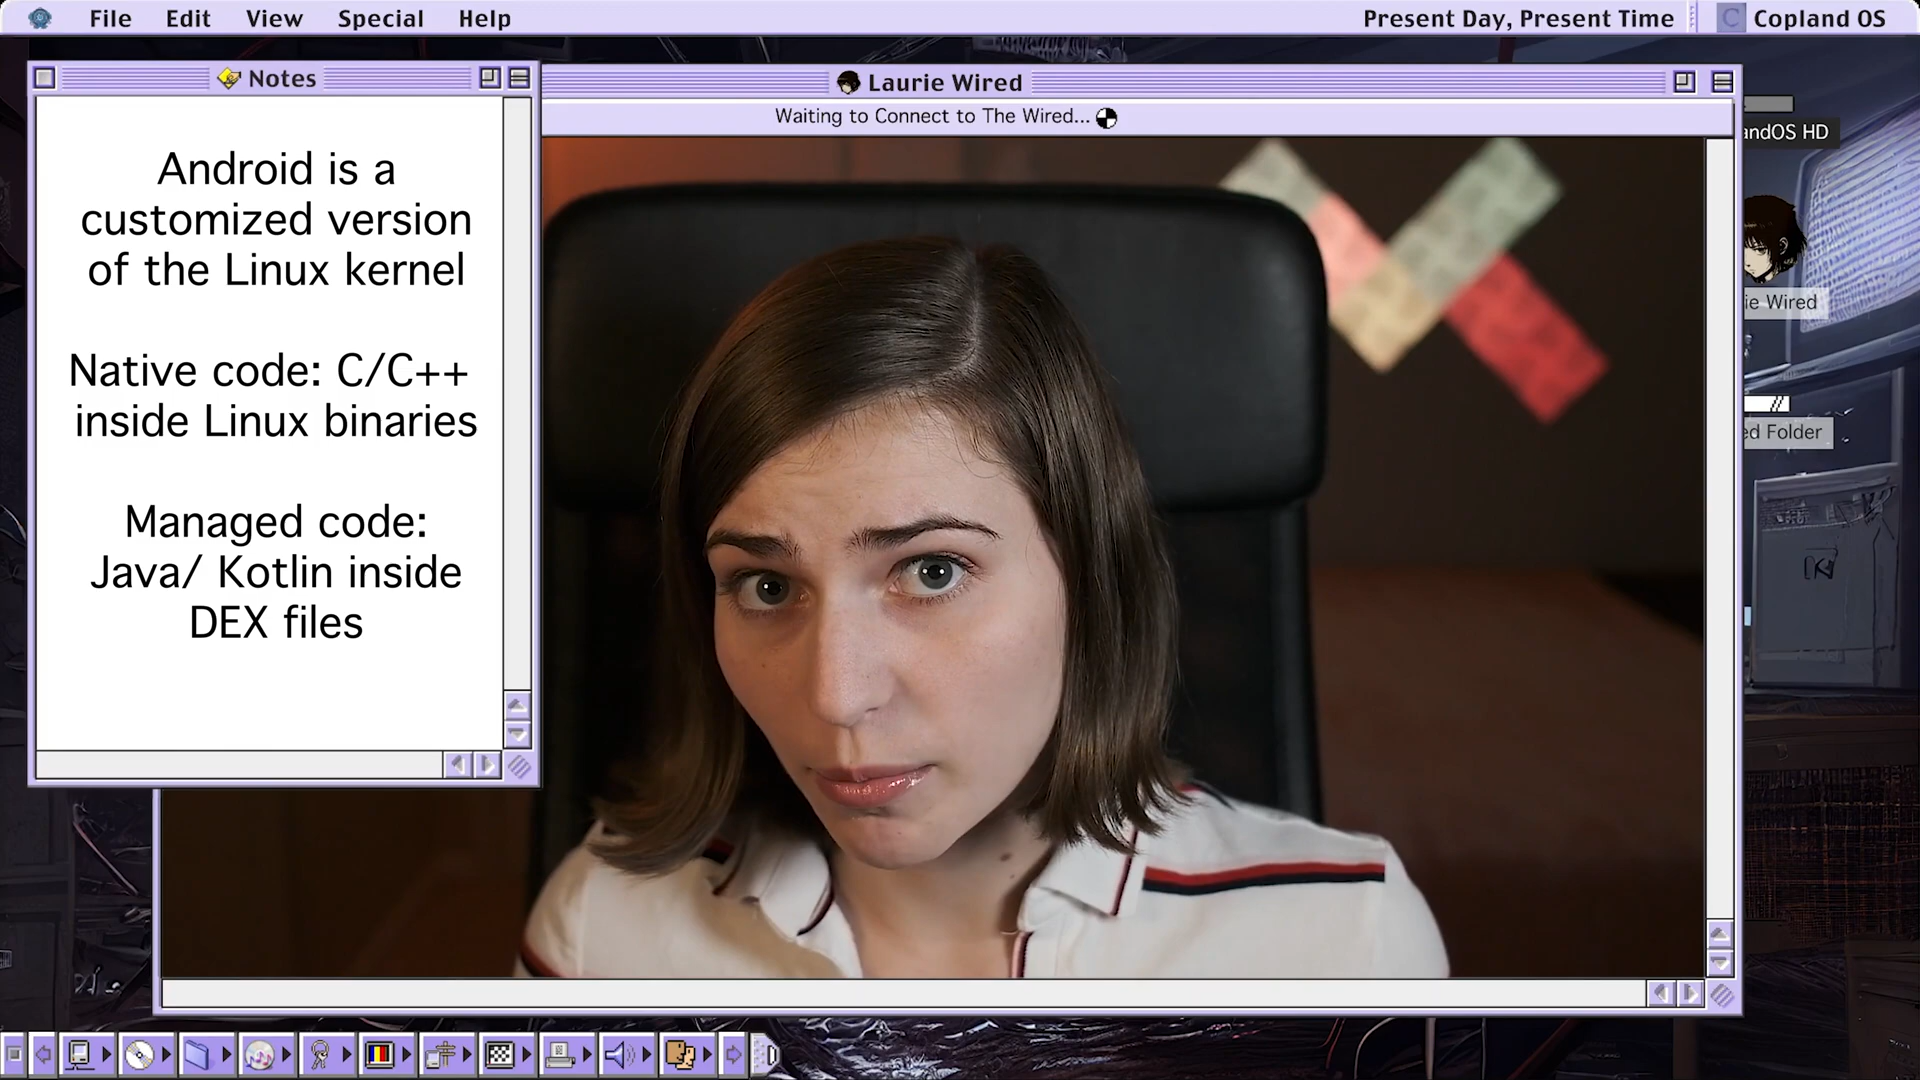 File Edit View Special Help
Present Day, Present Time
Copland OS
Notes
Android is a
customized version
of the Linux kernel
Native code: C/C++
inside Linux binaries
Managed code:
Java/ Kotlin inside
DEX files
Laurie Wired
Waiting to Connect to The Wired...
andOS HD
ie Wired
ed Folder